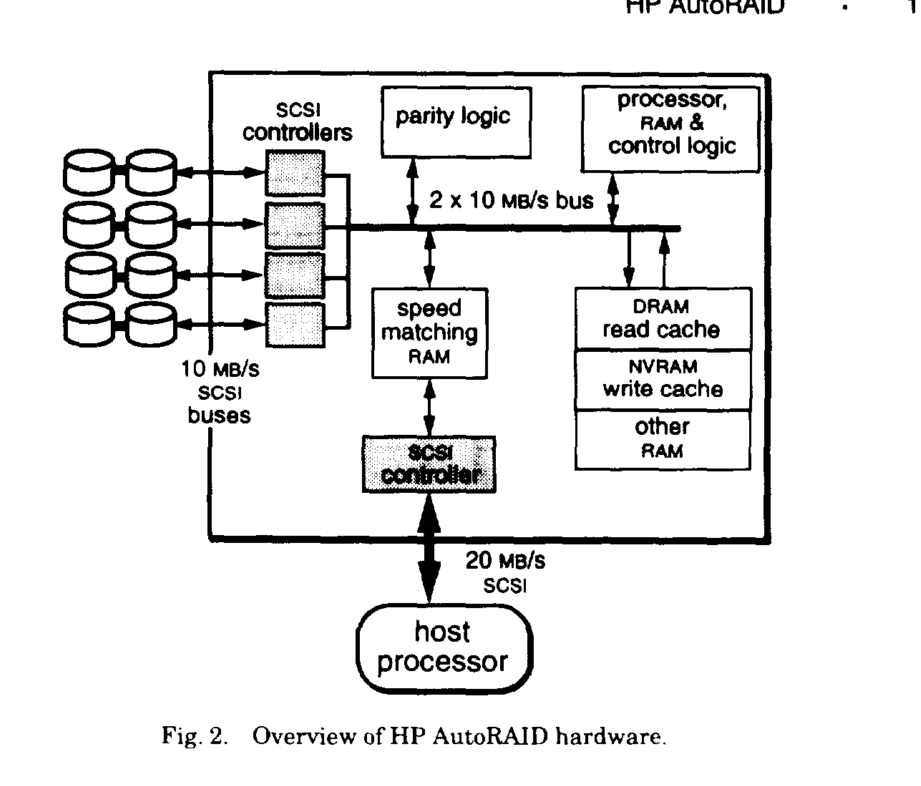 HP AutoRAID · 1
SCSI
controllers
parity logic
processor,
RAM &
control logic
2 x 10 MB/s bus
speed
matching
RAM
DRAM
read cache
NVRAM
write cache
other
RAM
10 MB/s
SCSI
buses
SCSI
controller
20 MB/s
SCSI
host
processor
Fig. 2. Overview of HP AutoRAID hardware.